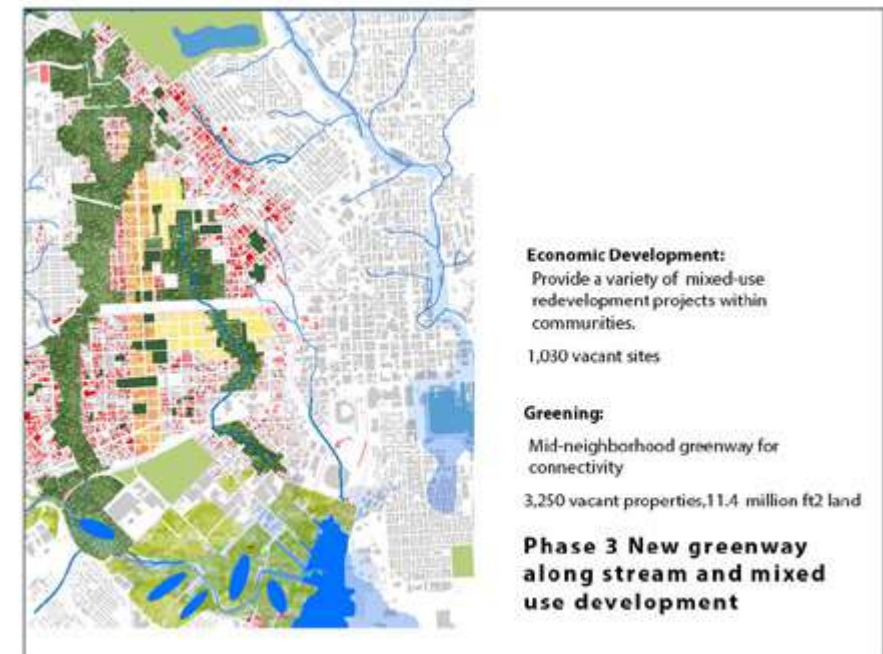 Economic Development:
Provide a variety of mixed-use
redevelopment projects within
communities.
1,030 vacant sites
Greening:
Mid-neighborhood greenway for
connectivity
3,250 vacant properties,11.4 million ft2 land
Phase 3 New greenway
along stream and mixed
use development